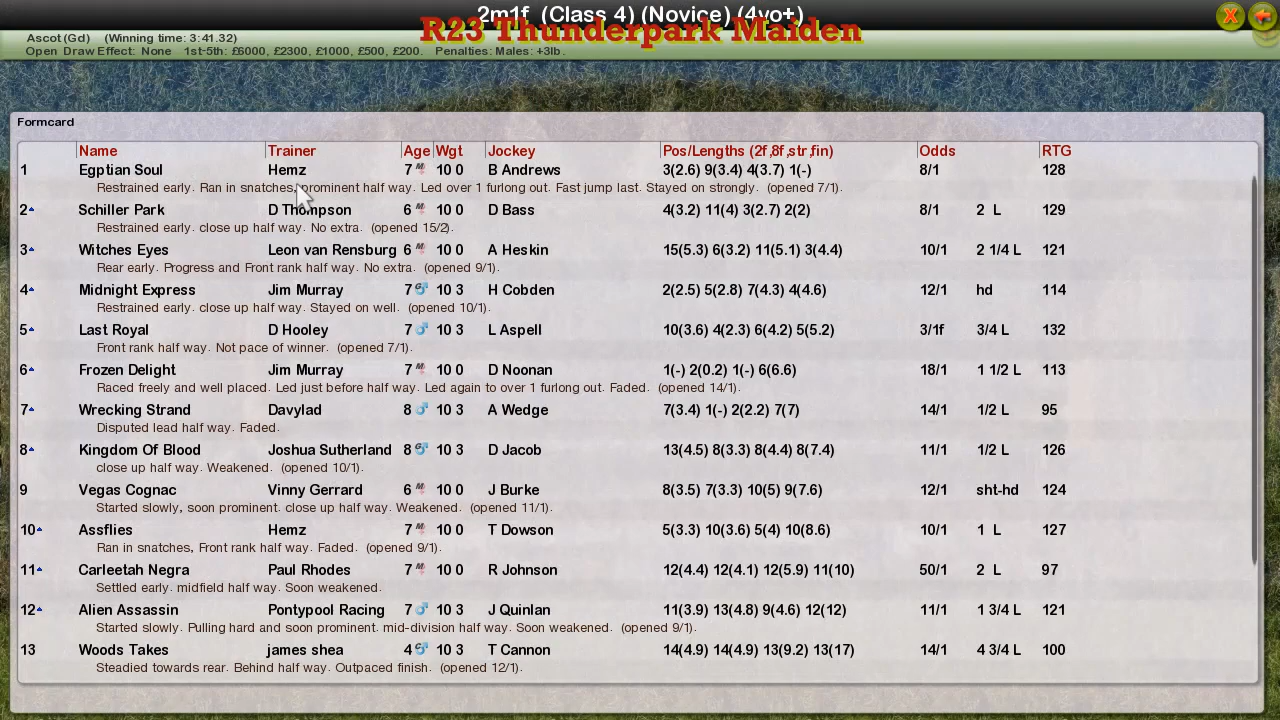 2m1f (Class 4) (Novice) (4yo+)
R23 Thunderpark Maiden
Ascot(Gd) (Winning time: 3:41.32)
Open Draw Effect: None 1st-5th: £6000, £2300, £1000, £500, £200. Penalties: Males: +3lb.
Formcard
Name Trainer Age Wgt Jockey Pos/Lengths (2f,8f,str,fin) Odds RTG
1 Egptian Soul Hemz 7 10 0 B Andrews 3(2.6) 9(3.4) 4(3.7) 1(-) 8/1 128
Restrained early. Ran in snatches, prominent half way. Led over 1 furlong out. Fast jump last. Stayed on strongly. (opened 7/1).
2 Schiller Park D Thompson 6 10 0 D Bass 4(3.2) 11(4) 3(2.7) 2(2) 8/1 2 L 129
Restrained early. close up half way. No extra. (opened 15/2).
3 Witches Eyes Leon van Rensburg 6 10 0 A Heskin 15(5.3) 6(3.2) 11(5.1) 3(4.4) 10/1 2 1/4 L 121
Rear early. Progress and Front rank half way. No extra. (opened 9/1).
4 Midnight Express Jim Murray 7 10 3 H Cobden 2(2.5) 5(2.8) 7(4.3) 4(4.6) 12/1 hd 114
Restrained early. close up half way. Stayed on well. (opened 10/1).
5 Last Royal D Hooley 7 10 3 L Aspell 10(3.6) 4(2.3) 6(4.2) 5(5.2) 3/1f 3/4 L 132
Front rank half way. Not pace of winner. (opened 7/1).
6 Frozen Delight Jim Murray 7 10 0 D Noonan 1(-) 2(0.2) 1(-) 6(6.6) 18/1 1 1/2 L 113
Raced freely and well placed. Led just before half way. Led again to over 1 furlong out. Faded. (opened 14/1).
7 Wrecking Strand Davylad 8 10 3 A Wedge 7(3.4) 1(-) 2(2.2) 7(7) 14/1 1/2 L 95
Disputed lead half way. Faded.
8 Kingdom Of Blood Joshua Sutherland 8 10 3 D Jacob 13(4.5) 8(3.3) 8(4.4) 8(7.4) 11/1 1/2 L 126
close up half way. Weakened. (opened 10/1).
9 Vegas Cognac Vinny Gerrard 6 10 0 J Burke 8(3.5) 7(3.3) 10(5) 9(7.6) 12/1 sht-hd 124
Started slowly, soon prominent. close up half way. Weakened. (opened 11/1).
10 Assflies Hemz 7 10 0 T Dowson 5(3.3) 10(3.6) 5(4) 10(8.6) 10/1 1 L 127
Ran in snatches, Front rank half way. Faded. (opened 9/1).
11 Carleetah Negra Paul Rhodes 7 10 0 R Johnson 12(4.4) 12(4.1) 12(5.9) 11(10) 50/1 2 L 97
Settled early. midfield half way. Soon weakened.
12 Alien Assassin Pontypool Racing 7 10 3 J Quinlan 11(3.9) 13(4.8) 9(4.6) 12(12) 11/1 1 3/4 L 121
Started slowly. Pulling hard and soon prominent. mid-division half way. Soon weakened. (opened 9/1).
13 Woods Takes james shea 4 10 3 T Cannon 14(4.9) 14(4.9) 13(9.2) 13(17) 14/1 4 3/4 L 100
Steadied towards rear. Behind half way. Outpaced finish. (opened 12/1).